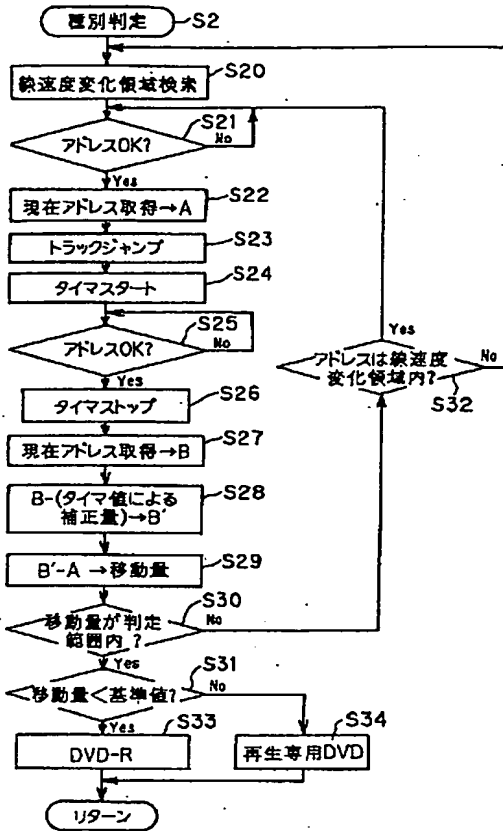 種別判定
S2
S20
線速度変化領域検索
S21
アドレスOK?
No
Yes
S22
現在アドレス取得→A
S23
トラックジャンプ
S24
タイマスタート
S25
アドレスOK?
No
Yes
S26
タイマストップ
S27
現在アドレス取得→B
S28
B-(タイマ値による
補正量)→B'
S29
B'-A →移動量
S30
移動量が判定
範囲内?
No
Yes
S31
移動量<基準値?
No
Yes
S33
DVD-R
S34
再生専用DVD
リターン
Yes
アドレスは線速度
変化領域内?
No
S32